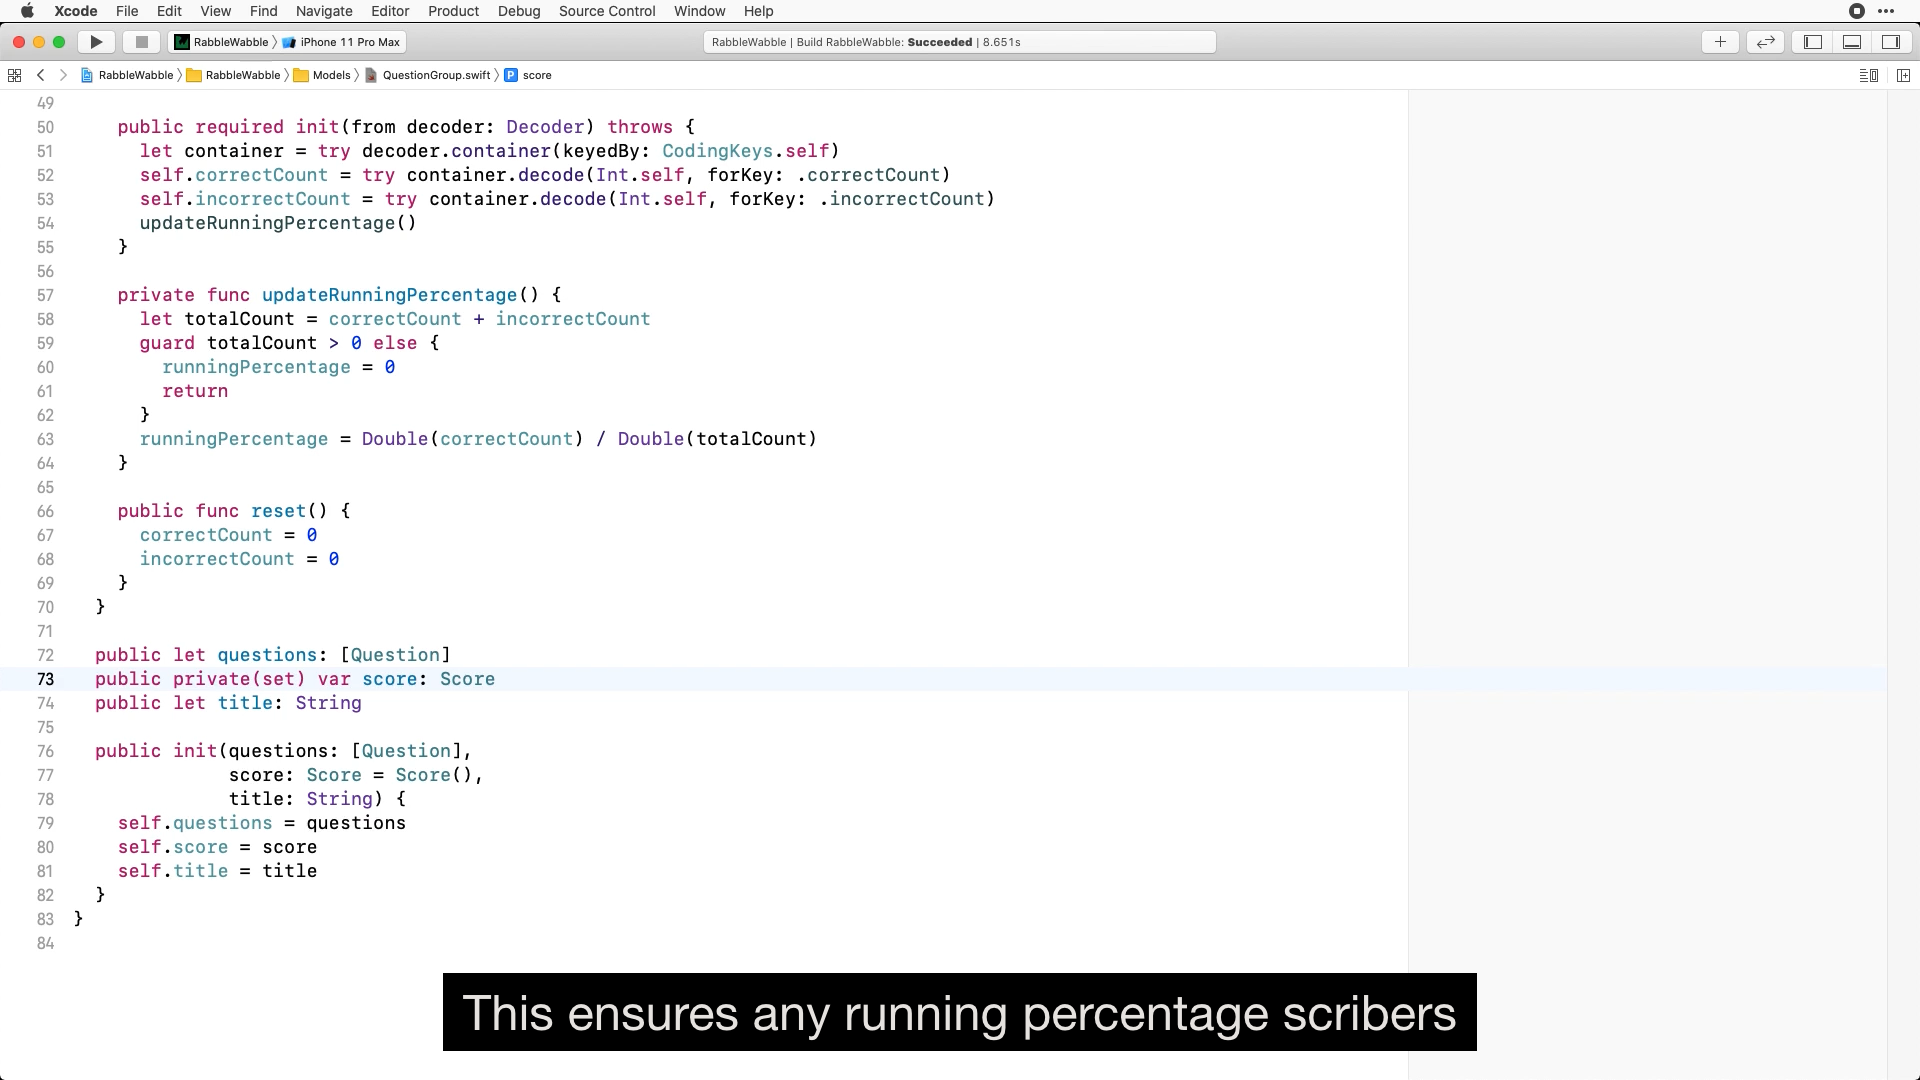 Xcode File Edit View Find Navigate Editor Product Debug Source Control Window Help
RabbleWabble iPhone 11 Pro Max RabbleWabble | Build RabbleWabble: Succeeded | 8.651s
RabbleWabble RabbleWabble Models QuestionGroup.swift P score
49
50 public required init(from decoder: Decoder) throws {
51 let container = try decoder.container(keyedBy: CodingKeys.self)
52 self.correctCount = try container.decode(Int.self, forKey: .correctCount)
53 self.incorrectCount = try container.decode(Int.self, forKey: .incorrectCount)
54 updateRunningPercentage()
55 }
56
57 private func updateRunningPercentage() {
58 let totalCount = correctCount + incorrectCount
59 guard totalCount > 0 else {
60 runningPercentage = 0
61 return
62 }
63 runningPercentage = Double(correctCount) / Double(totalCount)
64 }
65
66 public func reset() {
67 correctCount = 0
68 incorrectCount = 0
69 }
70 }
71
72 public let questions: [Question]
73 public private(set) var score: Score
74 public let title: String
75
76 public init(questions: [Question],
77 score: Score = Score(),
78 title: String) {
79 self.questions = questions
80 self.score = score
81 self.title = title
82 }
83 }
84
This ensures any running percentage scribers